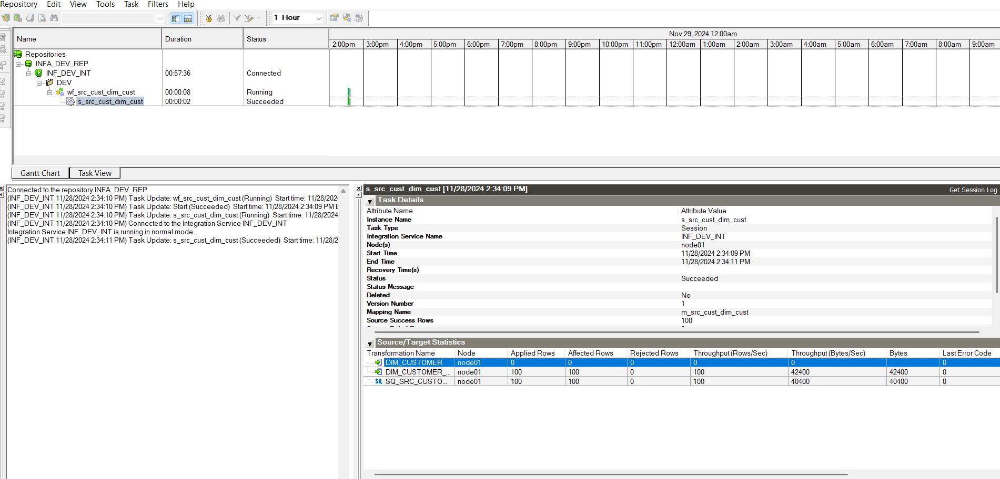 Repository Edit View Tools Task Filters Help
1 Hour
Name Duration Status Nov 29, 2024 12:00am
2:00pm 3:00pm 4:00pm 5:00pm 6:00pm 7:00pm 8:00pm 9:00pm 10:00pm 11:00pm 12:00am 1:00am 2:00am 3:00am 4:00am 5:00am 6:00am 7:00am 8:00am 9:00am
Repositories
INFA_DEV_REP
INF_DEV_INT 00:57:36 Connected
DEV
wf_src_cust_dim_cust 00:00:08 Running
s_src_cust_dim_cust 00:00:02 Succeeded
Gantt Chart Task View
Connected to the repository INFA_DEV_REP
(INF_DEV_INT 11/28/2024 2:34:10 PM) Task Update: wf_src_cust_dim_cust (Running) Start time: 11/28/202
(INF_DEV_INT 11/28/2024 2:34:10 PM) Task Update: Start (Succeeded) Start time: 11/28/2024 2:34:09 PM E
(INF_DEV_INT 11/28/2024 2:34:10 PM) Task Update: s_src_cust_dim_cust (Running) Start time: 11/28/2024
(INF_DEV_INT 11/28/2024 2:34:10 PM) Connected to the Integration Service INF_DEV_INT
Integration Service INF_DEV_INT is running in normal mode.
(INF_DEV_INT 11/28/2024 2:34:11 PM) Task Update: s_src_cust_dim_cust (Succeeded) Start time: 11/28/2
s_src_cust_dim_cust [11/28/2024 2:34:09 PM] Get Session Log
Task Details
Attribute Name Attribute Value
Instance Name s_src_cust_dim_cust
Task Type Session
Integration Service Name INF_DEV_INT
Node(s) node01
Start Time 11/28/2024 2:34:09 PM
End Time 11/28/2024 2:34:11 PM
Recovery Time(s)
Status Succeeded
Status Message
Deleted No
Version Number 1
Mapping Name m_src_cust_dim_cust
Source Success Rows 100
Source/Target Statistics
Transformation Name Node Applied Rows Affected Rows Rejected Rows Throughput (Rows/Sec) Throughput (Bytes/Sec) Bytes Last Error Code
DIM_CUSTOMER node01 0 0 0 0 0 0
DIM_CUSTOMER_... node01 100 100 0 100 42400 42400 0
SQ SQ_SRC_CUSTO... node01 100 100 0 100 40400 40400 0